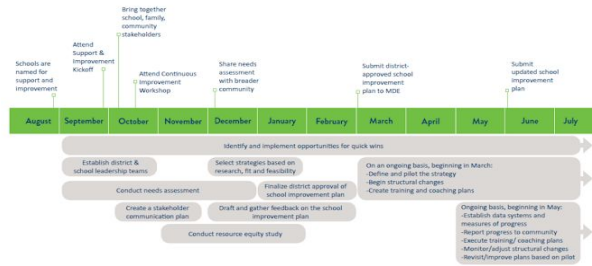 Bring together
school, family,
community
stakeholders
Attend
Support &
Improvement
Kickoff
Schools are
named for
support and
improvement
Attend Continuous
Improvement
Workshop
Share needs
assessment
with broader
community
Submit district-
approved school
improvement
plan to MDE
Submit
updated school
improvement
plan
August September October November December January February March April May June July
Identify and implement opportunities for quick wins
Establish district &
school leadership teams
Select strategies based on
research, fit and feasibility
On an ongoing basis, beginning in March:
-Define and pilot the strategy
-Begin structural changes
-Create training and coaching plans
Conduct needs assessment
Finalize district approval of
school improvement plan
Create a stakeholder
communication plan
Draft and gather feedback on the school
improvement plan
Ongoing basis, beginning in May:
-Establish data systems and
measures of progress
-Report progress to community
-Execute training/ coaching plans
-Monitor/adjust structural changes
-Revisit/improve plans based on pilot
Conduct resource equity study